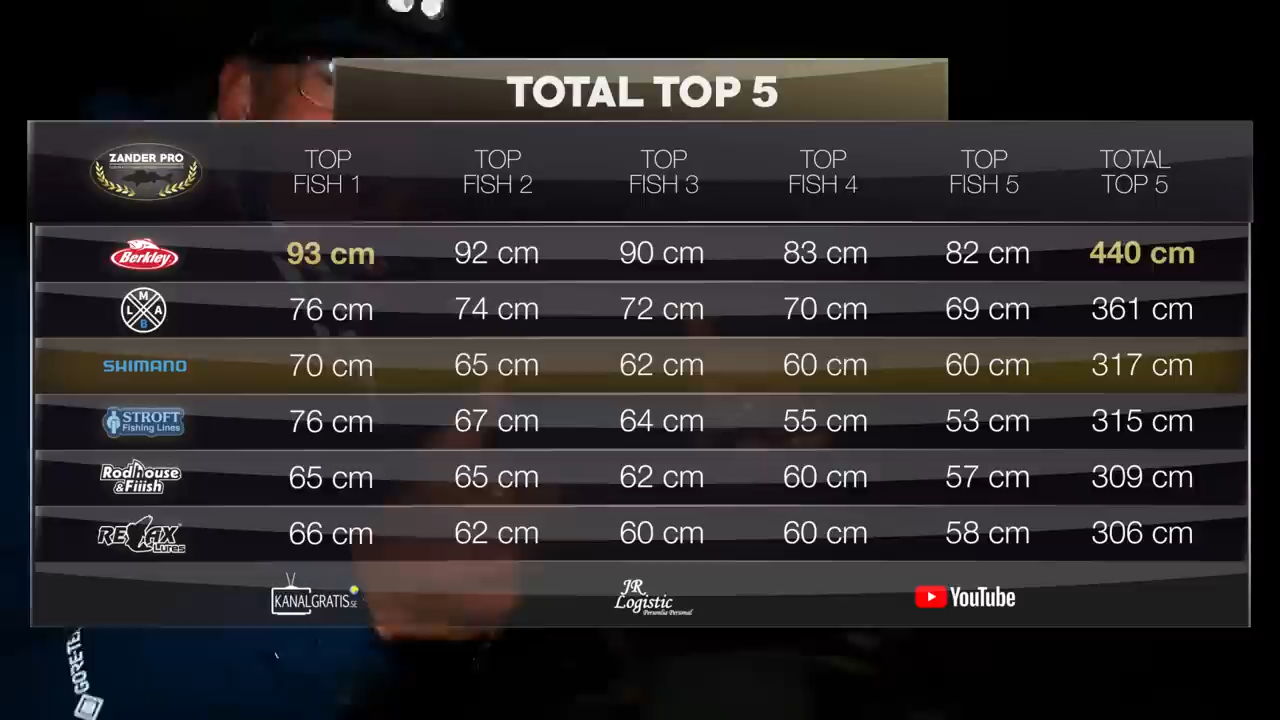 TOTAL TOP 5
ZANDER PRO
TOP FISH 1
TOP FISH 2
TOP FISH 3
TOP FISH 4
TOP FISH 5
TOTAL TOP 5
Berkley 93 cm 92 cm 90 cm 83 cm 82 cm 440 cm
LMAB 76 cm 74 cm 72 cm 70 cm 69 cm 361 cm
SHIMANO 70 cm 65 cm 62 cm 60 cm 60 cm 317 cm
STROFT Fishing Lines 76 cm 67 cm 64 cm 55 cm 53 cm 315 cm
Rodhouse &Fiiish 65 cm 65 cm 62 cm 60 cm 57 cm 309 cm
RELAX Lures 66 cm 62 cm 60 cm 60 cm 58 cm 306 cm
KANALGRATIS.SE
JR Logistic
Personlig Personal
YouTube
GORE-TE